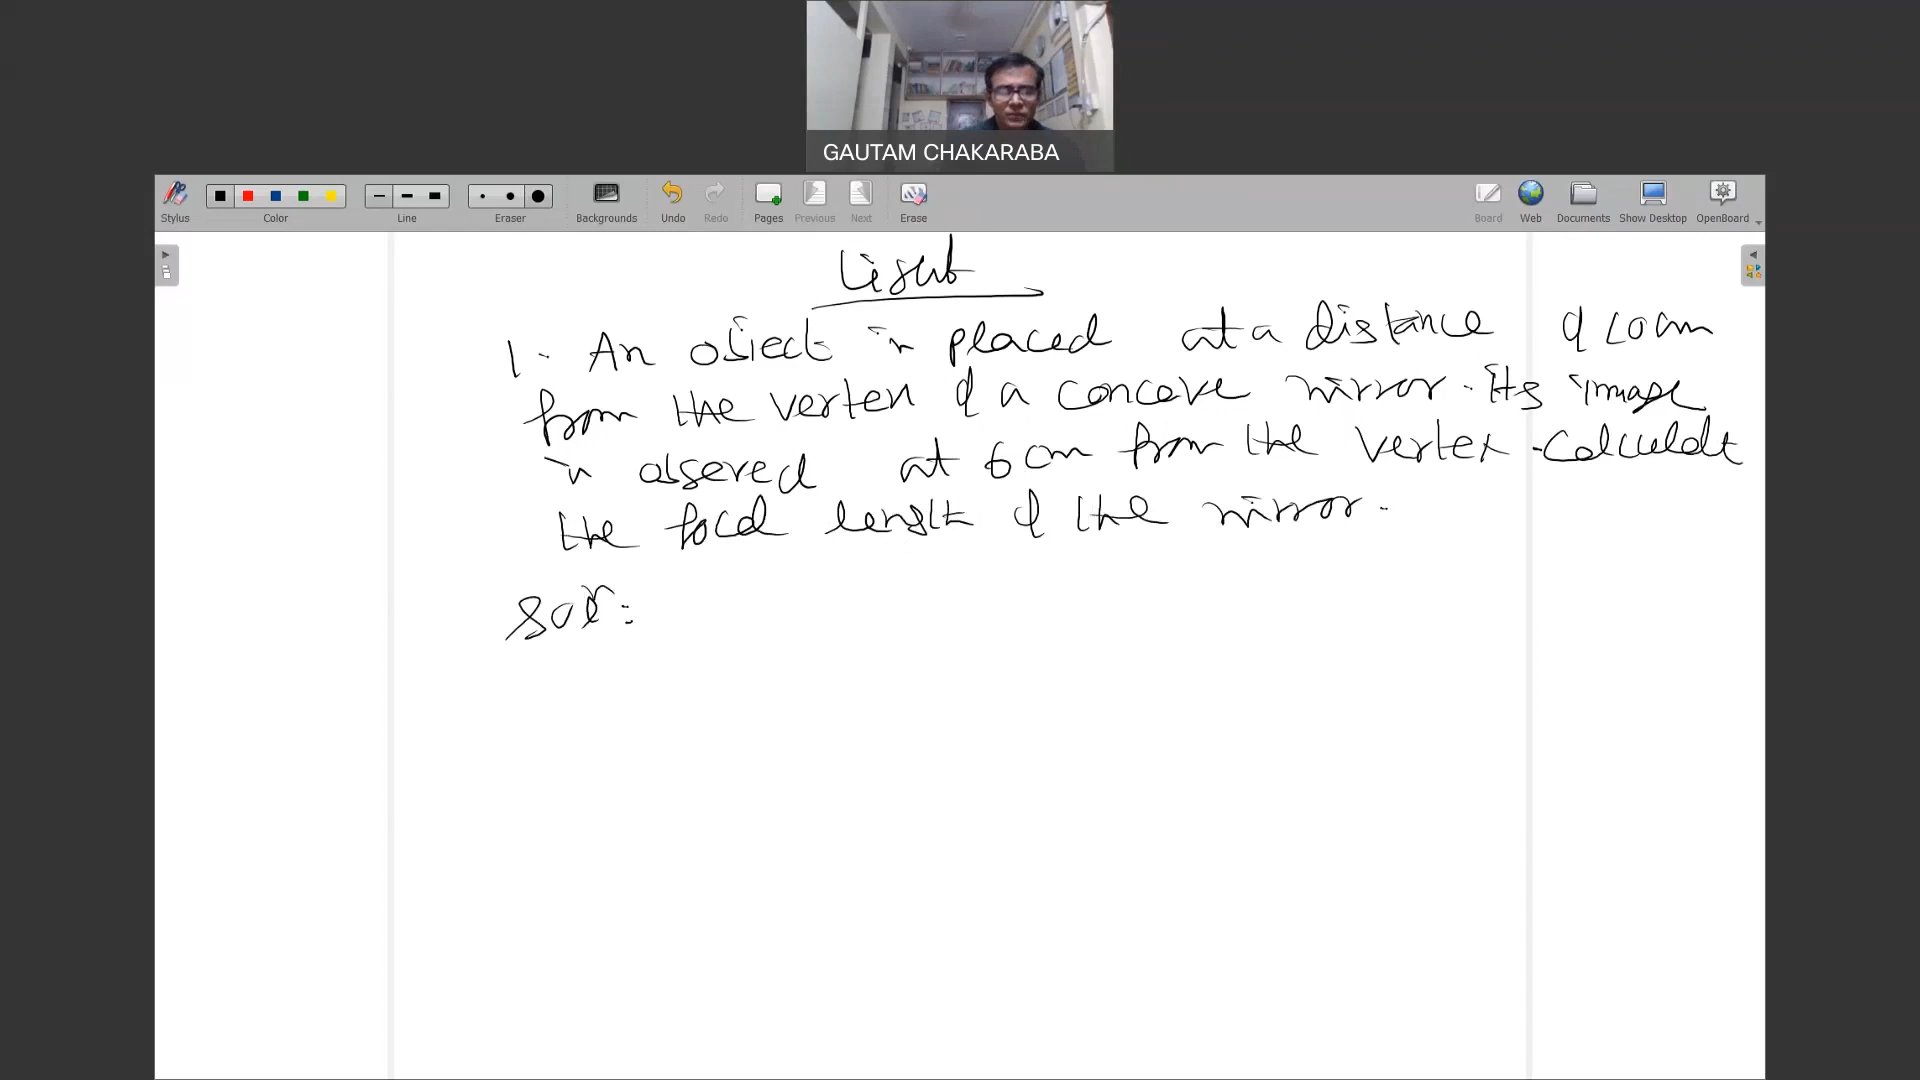 GAUTAM CHAKARABA
Stylus Color Line Eraser Backgrounds Undo Redo Pages Previous Next Erase Board Web Documents Show Desktop OpenBoard
Light
1. An object is placed at a distance of 10cm
from the vertex of a concave mirror. Its image
is obsered at 6cm from the vertex. Calculate
the focal length of the mirror.
Soln: